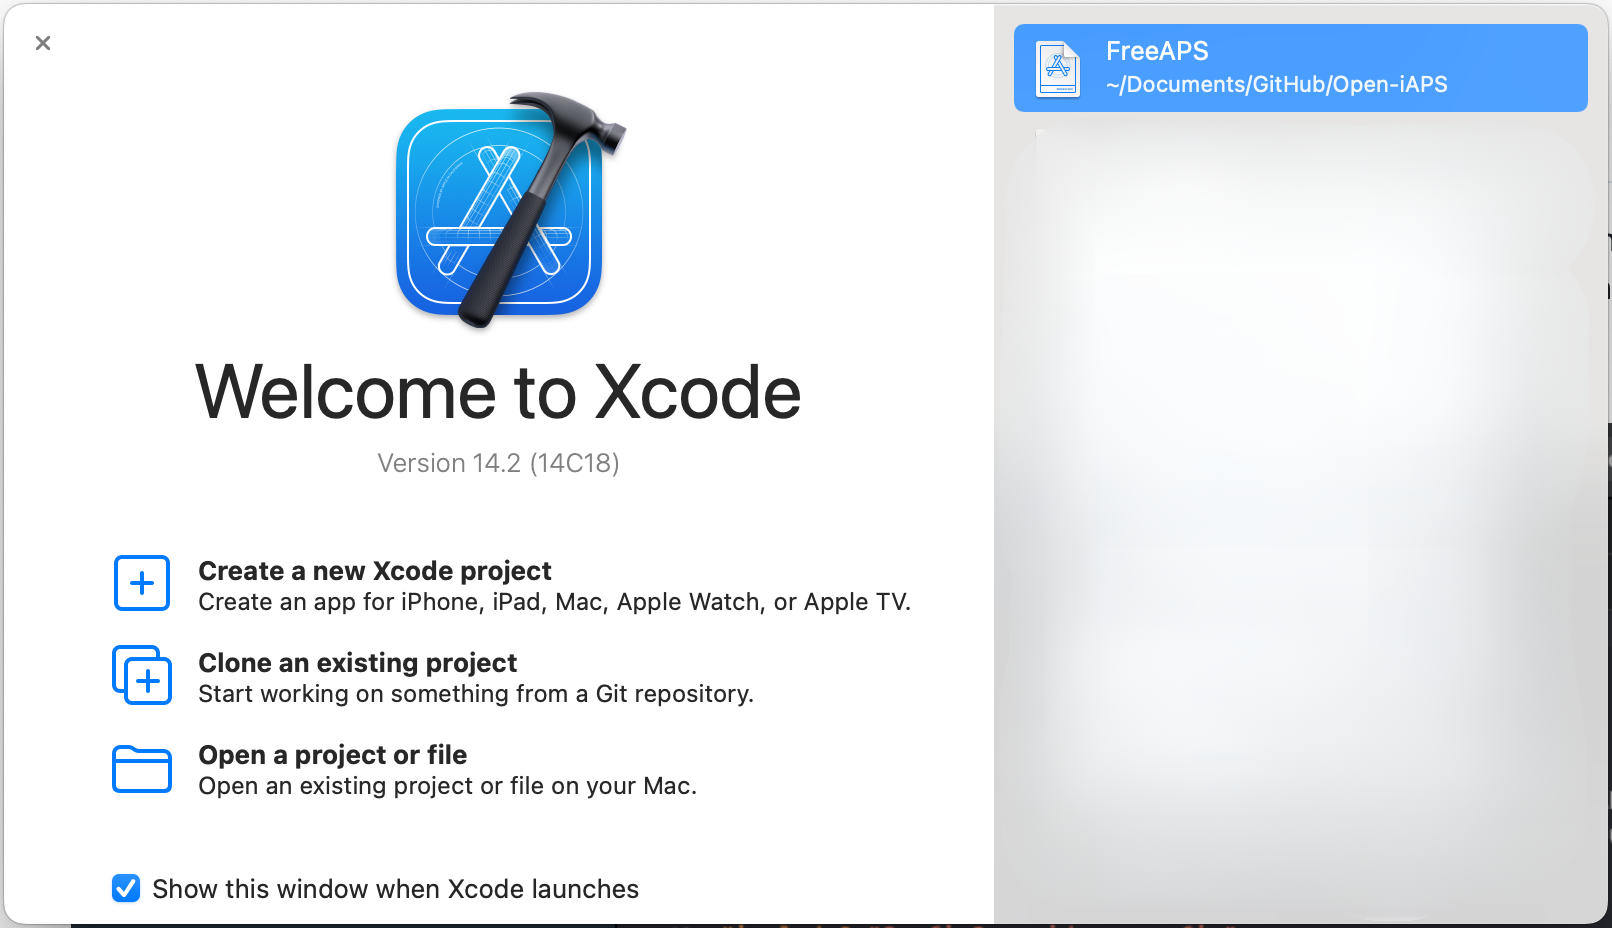 Welcome to Xcode
Version 14.2 (14C18)
Create a new Xcode project
Create an app for iPhone, iPad, Mac, Apple Watch, or Apple TV.
Clone an existing project
Start working on something from a Git repository.
Open a project or file
Open an existing project or file on your Mac.
Show this window when Xcode launches
FreeAPS
~/Documents/GitHub/Open-iAPS